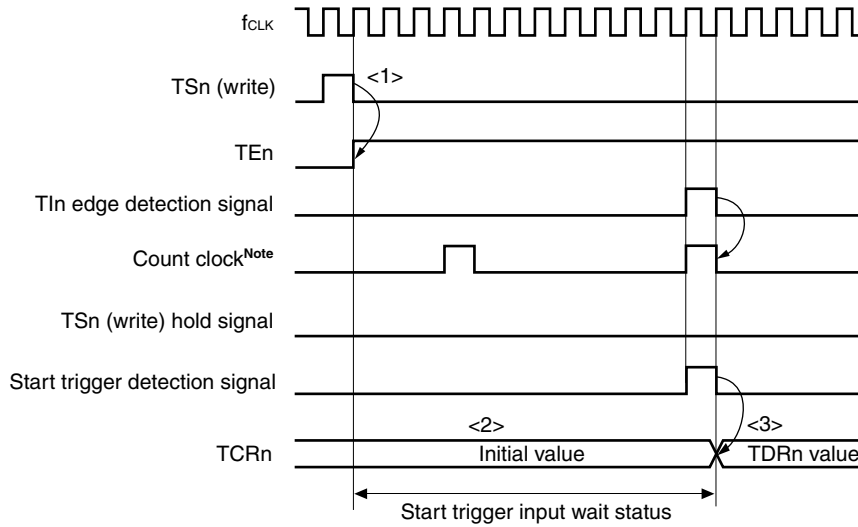 fCLK
TSn (write)
<1>
TEn
TIn edge detection signal
Count clockNote
TSn (write) hold signal
Start trigger detection signal
<2>
<3>
TCRn
Initial value
TDRn value
Start trigger input wait status